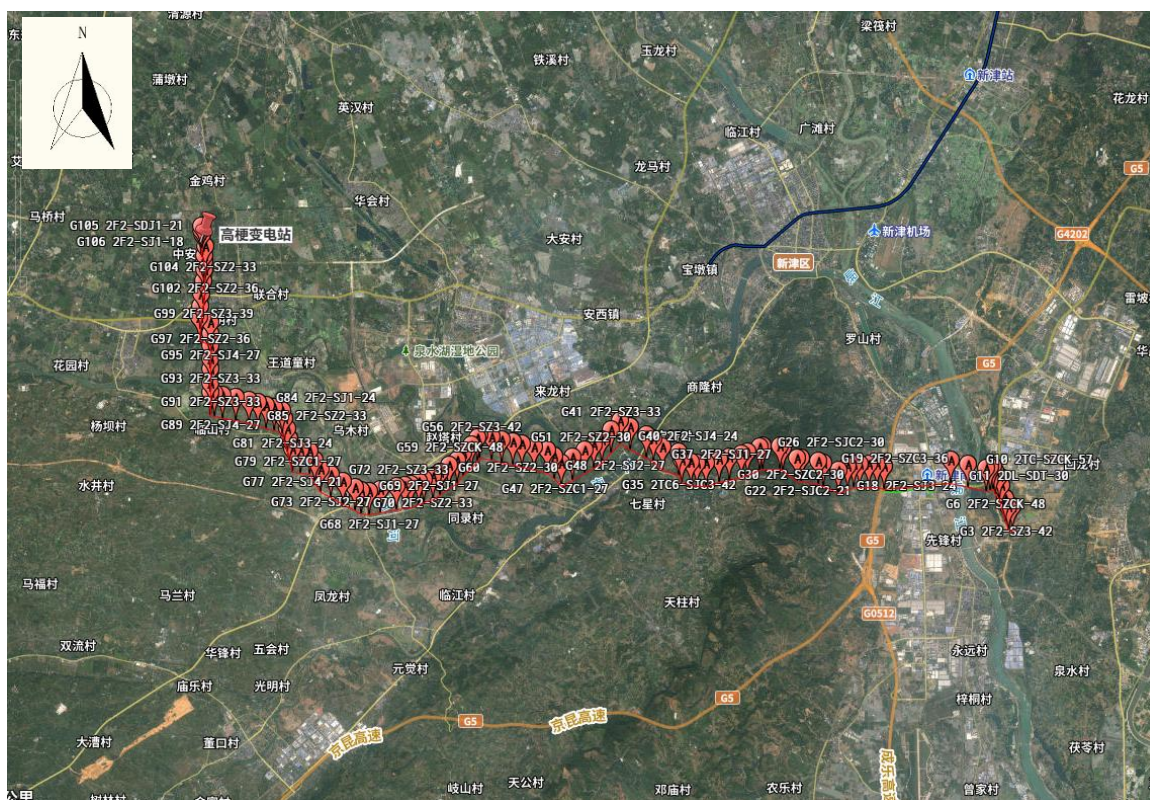 清源村
梁筏村
东
N
玉龙村
铁溪村
新津站
蒲墩村
花龙村
英汉村
临江村
广滩村
艾
龙马村
G5
金鸡村
华会村
马桥村
G105 2F2-SDJ1-21
高梗变电站
大安村
新津机场
G4202
G106 2F2-SJ1-18
中安
G104 2F2-SZ2-33
宝墩镇
新津区
岷江
G102 2F2-SZ2-36
联合村
雷坡
G99 2F2-SZ3-39
安西镇
G97 2F2-SZ2-36
罗山村
G95 2F2-SJ4-27
泉水湖湿地公园
花园村
王道童村
G5
G93 2F2-SZ3-33
来龙村
商隆村
G91 2F2-SZ3-33
G84 2F2-SJ1-24
G85 2F2-SZ2-33
G41 2F2-SZ3-33
杨坝村
G89 2F2-SJ4-27
临山村
乌木村
G56 2F2-SZ3-42
赵塔村
G51 2F2-SZ2-30
G40 2F2-SJ4-24
G26 2F2-SJC2-30
G81 2F2-SJ3-24
G59 2F2-SZCK-48
G37 2F2-SJ1-27
G19 2F2-SZC3-36
G10 2TC-SZCK-57
G79 2F2-SZC1-27
G72 2F2-SZ3-33
G60 2F2-SZ2-30
G48 2F2-SJ2-27
G30 2F2-SZC2-30
G11 2DL-SDT-30
水井村
G77 2F2-SJ4-21
G69 2F2-SJ1-27
G47 2F2-SZC1-27
G35 2TC6-SJC3-42
G22 2F2-SJC2-21
G18 2F2-SJ3-24
G73 2F2-SJ2-27
G70 2F2-SZ2-33
七星村
G6 2F2-SZCK-48
G68 2F2-SJ1-27
同录村
G3 2F2-SZ3-42
河
先锋村
G5
马福村
马兰村
凤龙村
临江村
天柱村
G0512
双流村
华锋村
五会村
永远村
元觉村
泉水村
庙乐村
光明村
梓桐村
G5
G5
大漕村
董口村
京昆高速
京昆高速
茯苓村
成乐高速
公里
岐山村
天公村
邓庙村
农乐村
曾家村